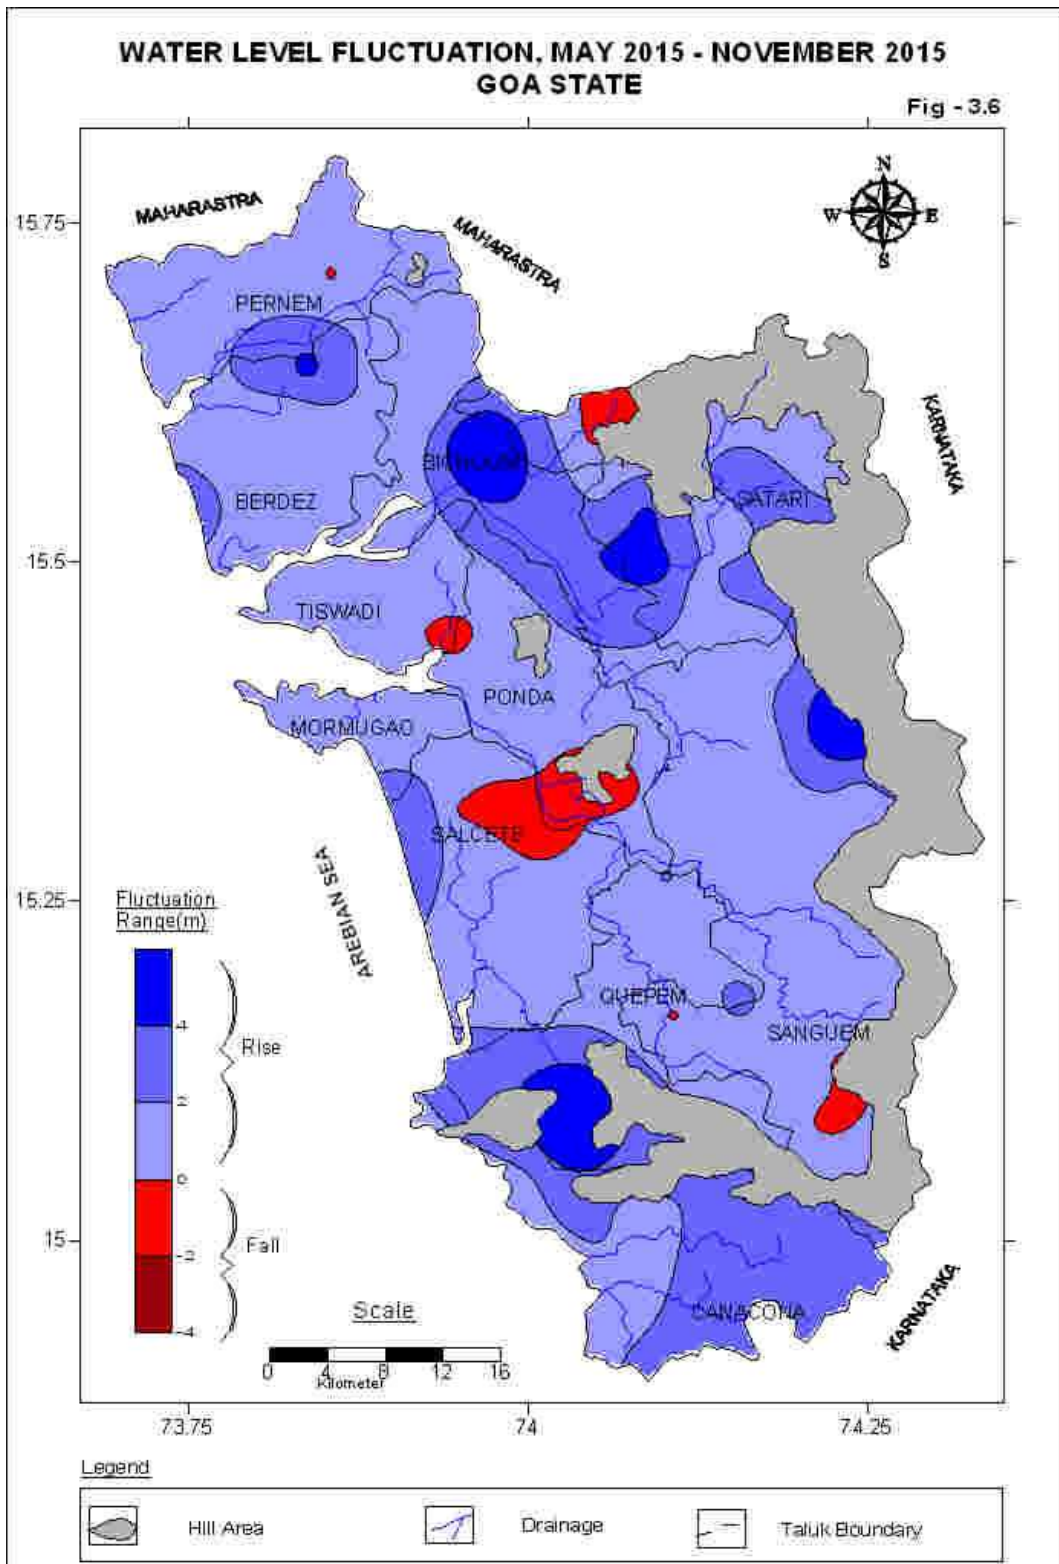 WATER LEVEL FLUCTUATION, MAY 2015 - NOVEMBER 2015
GOA STATE
Fig - 3.6
N
W E
S
MAHARASTRA
MAHARASTRA
KARNATAKA
15.75
PERNEM
BERDEZ
SATARI
15.5
TISWADI
PONDA
MORMUGAO
SALCETE
15.25
AREBIAN SEA
Fluctuation
Range(m)
4
2
0
-2
-4
Rise
Fall
QUEPEM
SANGUEM
15
CANACONA
KARNATAKA
Scale
0 4 8 12 16
Kilometer
73.75 74 74.25
Legend
Hill Area
Drainage
Taluk Boundary